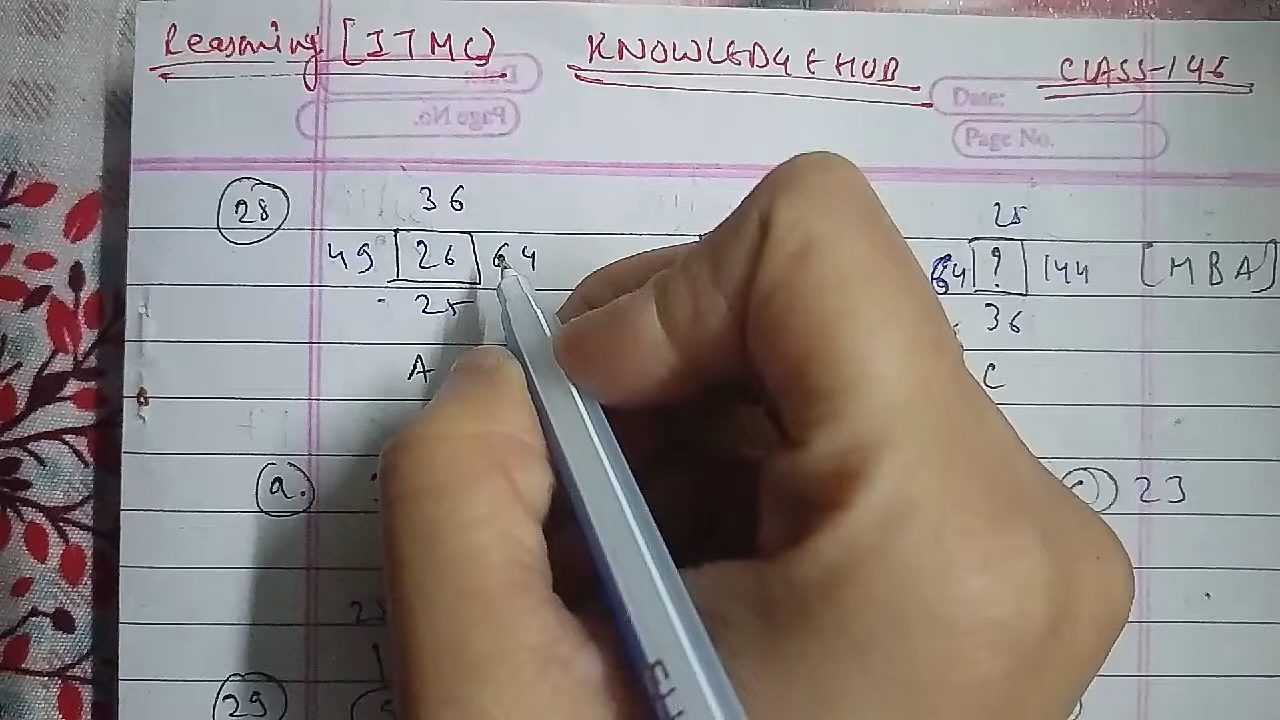 Reasoning [ITMC) KNOWLEDGE HUB CLASS-146
Date:
Page No.
Page No.
28 36 25
49 26 64 64 ? 144 [MBA]
25 36
A C
a. 23
29